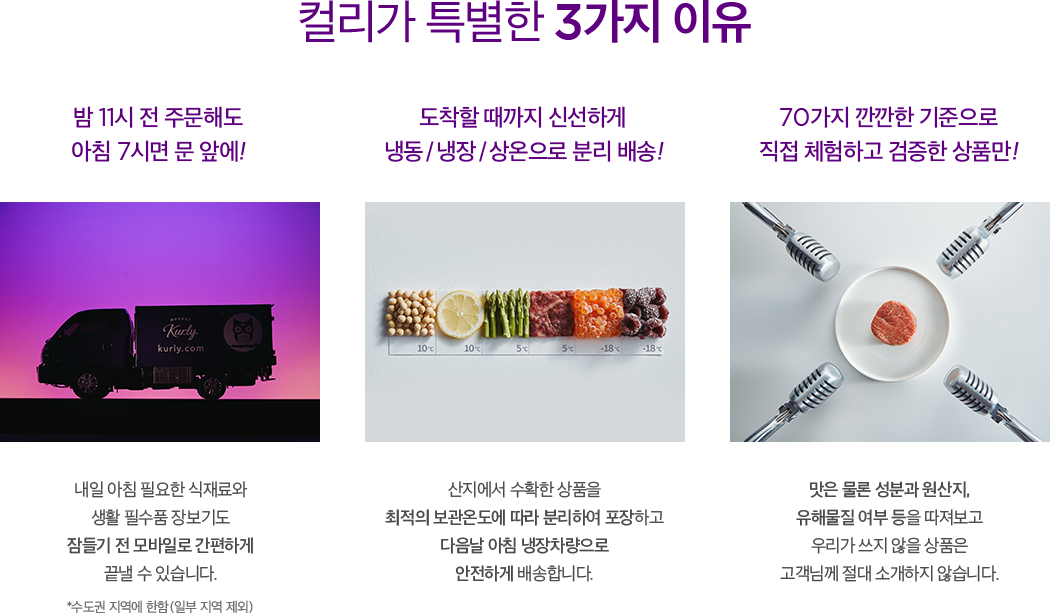 컬리가 특별한 3가지 이유
밤 11시 전 주문해도
아침 7시면 문 앞에!
도착할 때까지 신선하게
냉동 / 냉장 / 상온으로 분리 배송!
70가지 깐깐한 기준으로
직접 체험하고 검증한 상품만!
MARKET
Kurly
kurly.com
10℃ 10℃ 5℃ 5℃ -18℃ -18℃
내일 아침 필요한 식재료와
생활 필수품 장보기도
잠들기 전 모바일로 간편하게
끝낼 수 있습니다.
*수도권 지역에 한함 (일부 지역 제외)
산지에서 수확한 상품을
최적의 보관온도에 따라 분리하여 포장하고
다음날 아침 냉장차량으로
안전하게 배송합니다.
맛은 물론 성분과 원산지,
유해물질 여부 등을 따져보고
우리가 쓰지 않을 상품은
고객님께 절대 소개하지 않습니다.